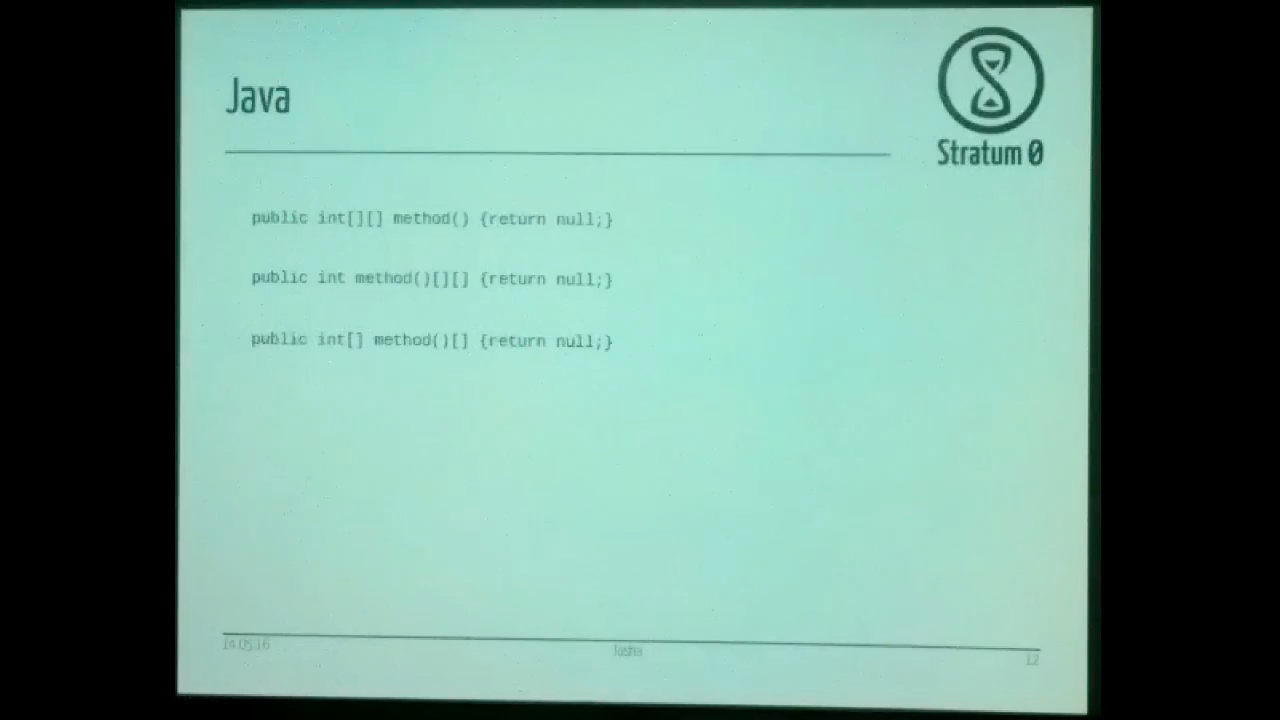 Java
Stratum 0
public int[][] method() {return null;}
public int method()[][] {return null;}
public int[] method()[] {return null;}
14.05.16
Jasha
12